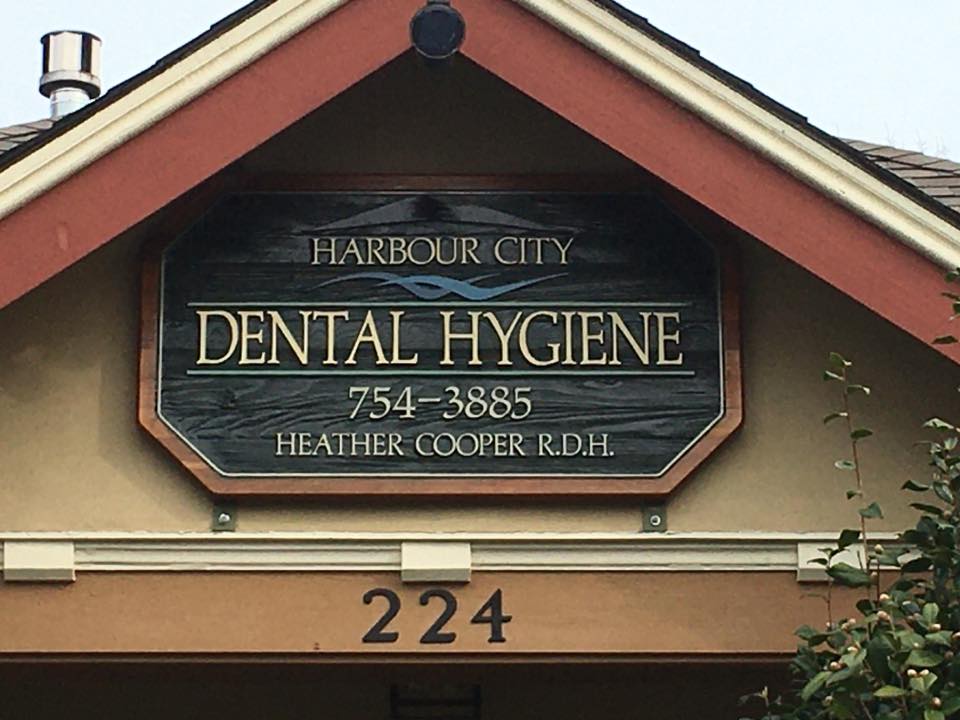 HARBOUR CITY
DENTAL HYGIENE
754-3885
HEATHER COOPER R.D.H.
224